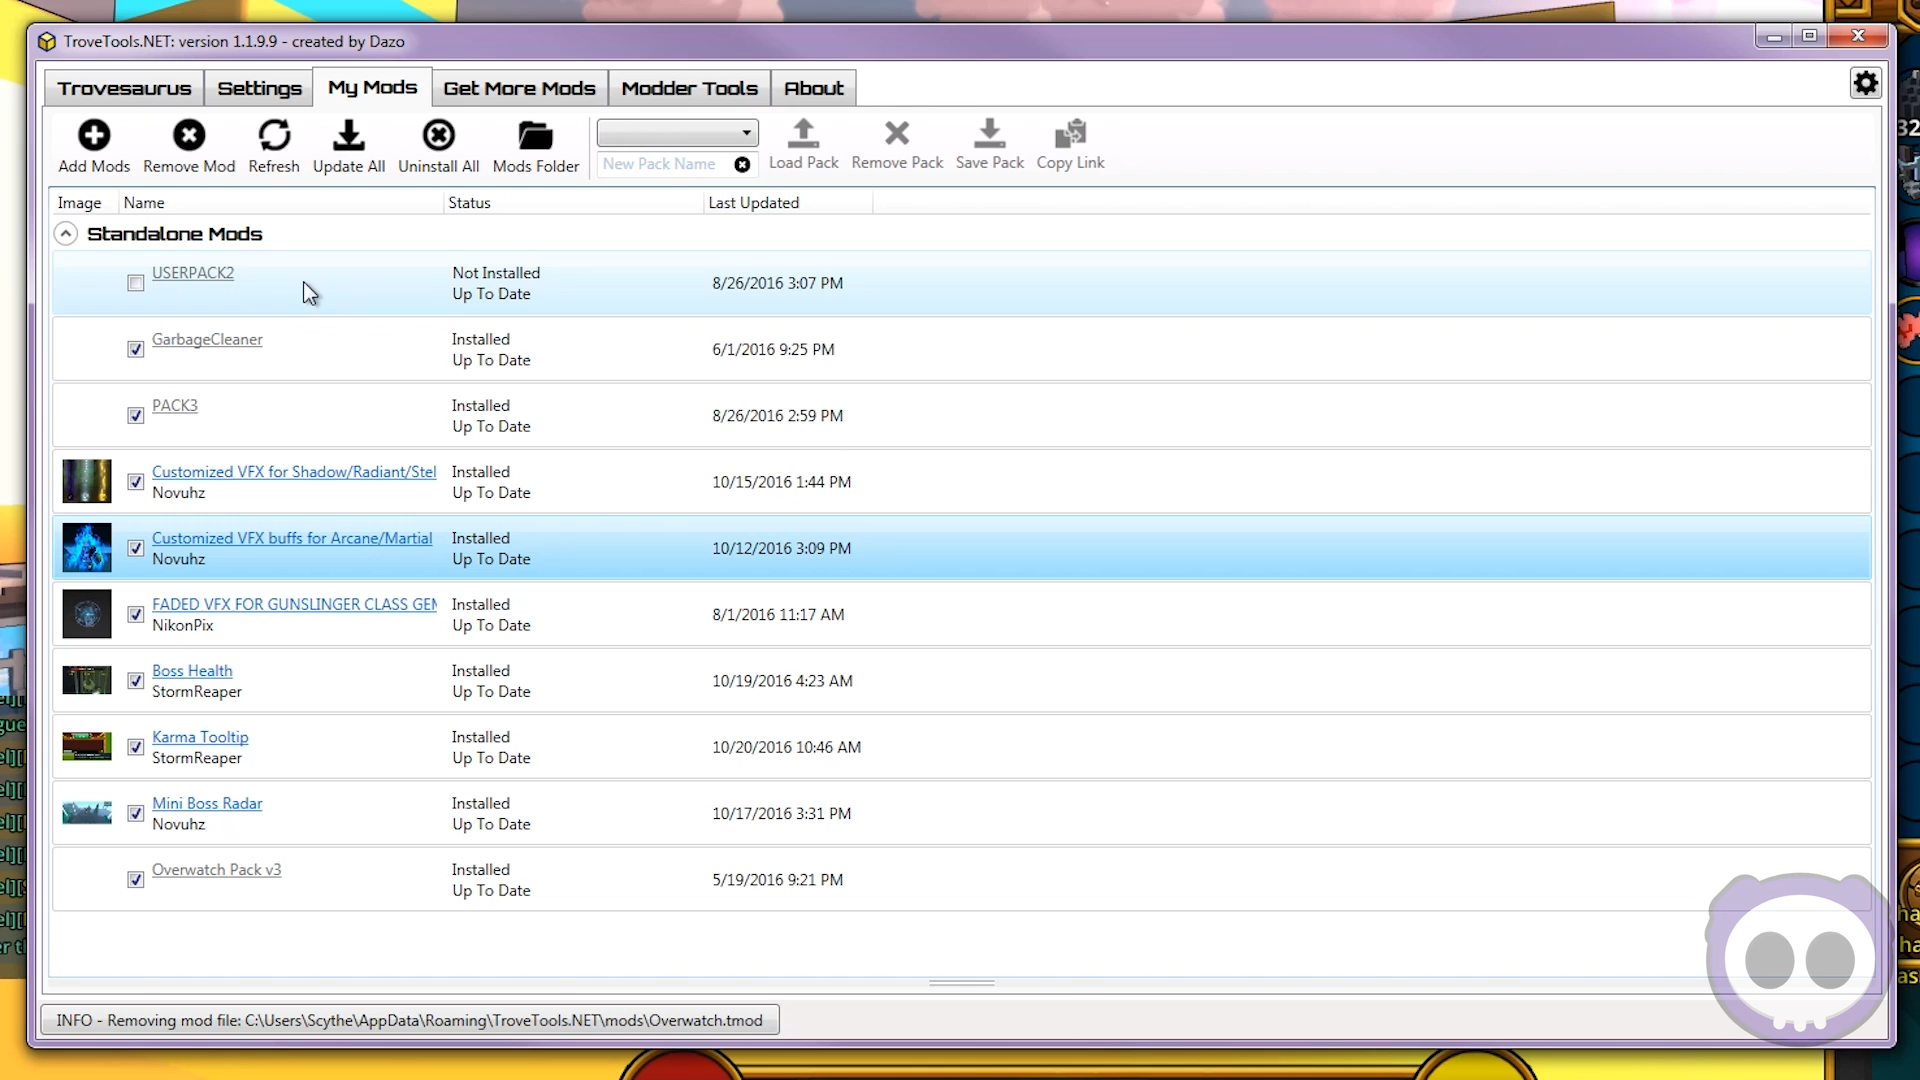 TroveTools.NET: version 1.1.9.9 - created by Dazo
Trovesaurus Settings My Mods Get More Mods Modder Tools About
Add Mods Remove Mod Refresh Update All Uninstall All Mods Folder New Pack Name Load Pack Remove Pack Save Pack Copy Link
Image Name Status Last Updated
Standalone Mods
USERPACK2 Not Installed
Up To Date 8/26/2016 3:07 PM
GarbageCleaner Installed
Up To Date 6/1/2016 9:25 PM
PACK3 Installed
Up To Date 8/26/2016 2:59 PM
Customized VFX for Shadow/Radiant/Stel Installed
Novuhz Up To Date 10/15/2016 1:44 PM
Customized VFX buffs for Arcane/Martial Installed
Novuhz Up To Date 10/12/2016 3:09 PM
FADED VFX FOR GUNSLINGER CLASS GEM Installed
NikonPix Up To Date 8/1/2016 11:17 AM
Boss Health Installed
StormReaper Up To Date 10/19/2016 4:23 AM
Karma Tooltip Installed
StormReaper Up To Date 10/20/2016 10:46 AM
Mini Boss Radar Installed
Novuhz Up To Date 10/17/2016 3:31 PM
Overwatch Pack v3 Installed
Up To Date 5/19/2016 9:21 PM
INFO - Removing mod file: C:\Users\Scythe\AppData\Roaming\TroveTools.NET\mods\Overwatch.tmod